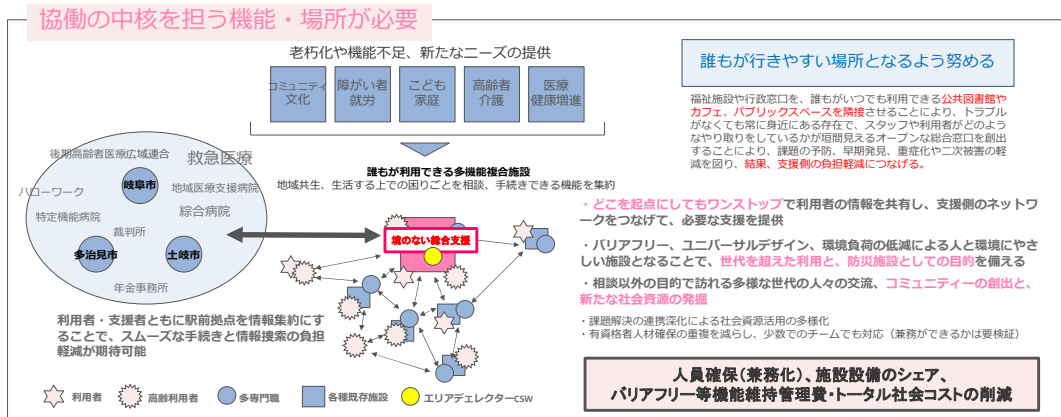 協働の中核を担う機能・場所が必要
老朽化や機能不足、新たなニーズの提供
コミュニティ
文化
障がい者
就労
こども
家庭
高齢者
介護
医療
健康増進
誰もが利用できる多機能複合施設
地域共生、生活する上での困りごとを相談、手続きできる機能を集約
後期高齢者医療広域連合
救急医療
岐阜市
ハローワーク
地域医療支援病院
特定機能病院
綜合病院
裁判所
多治見市
土岐市
年金事務所
境のない総合支援
利用者・支援者ともに駅前拠点を情報集約にす
ることで、スムーズな手続きと情報捜索の負担
軽減が期待可能
利用者
高齢利用者
多専門職
各種既存施設
エリアデェレクターCSW
誰もが行きやすい場所となるよう努める
福祉施設や行政窓口を、誰もがいつでも利用できる公共図書館や
カフェ、パブリックスペースを隣接させることにより、トラブル
がなくても常に身近にある存在で、スタッフや利用者がどのよう
なやり取りをしているかが垣間見えるオープンな総合窓口を創出
することにより、課題の予防、早期発見、重症化や二次被害の軽
減を図り、結果、支援側の負担軽減につなげる。
・どこを起点にしてもワンストップで利用者の情報を共有し、支援側のネットワ
ークをつなげて、必要な支援を提供
・バリアフリー、ユニバーサルデザイン、環境負荷の低減による人と環境にやさ
しい施設となることで、世代を超えた利用と、防災施設としての目的を備える
・相談以外の目的で訪れる多様な世代の人々の交流、コミュニティーの創出と、
新たな社会資源の発掘
・課題解決の連携深化による社会資源活用の多様化
・有資格者人材確保の重複を減らし、少数でのチームでも対応（兼務ができるかは要検証）
人員確保（兼務化）、施設設備のシェア、
バリアフリー等機能維持管理費・トータル社会コストの削減